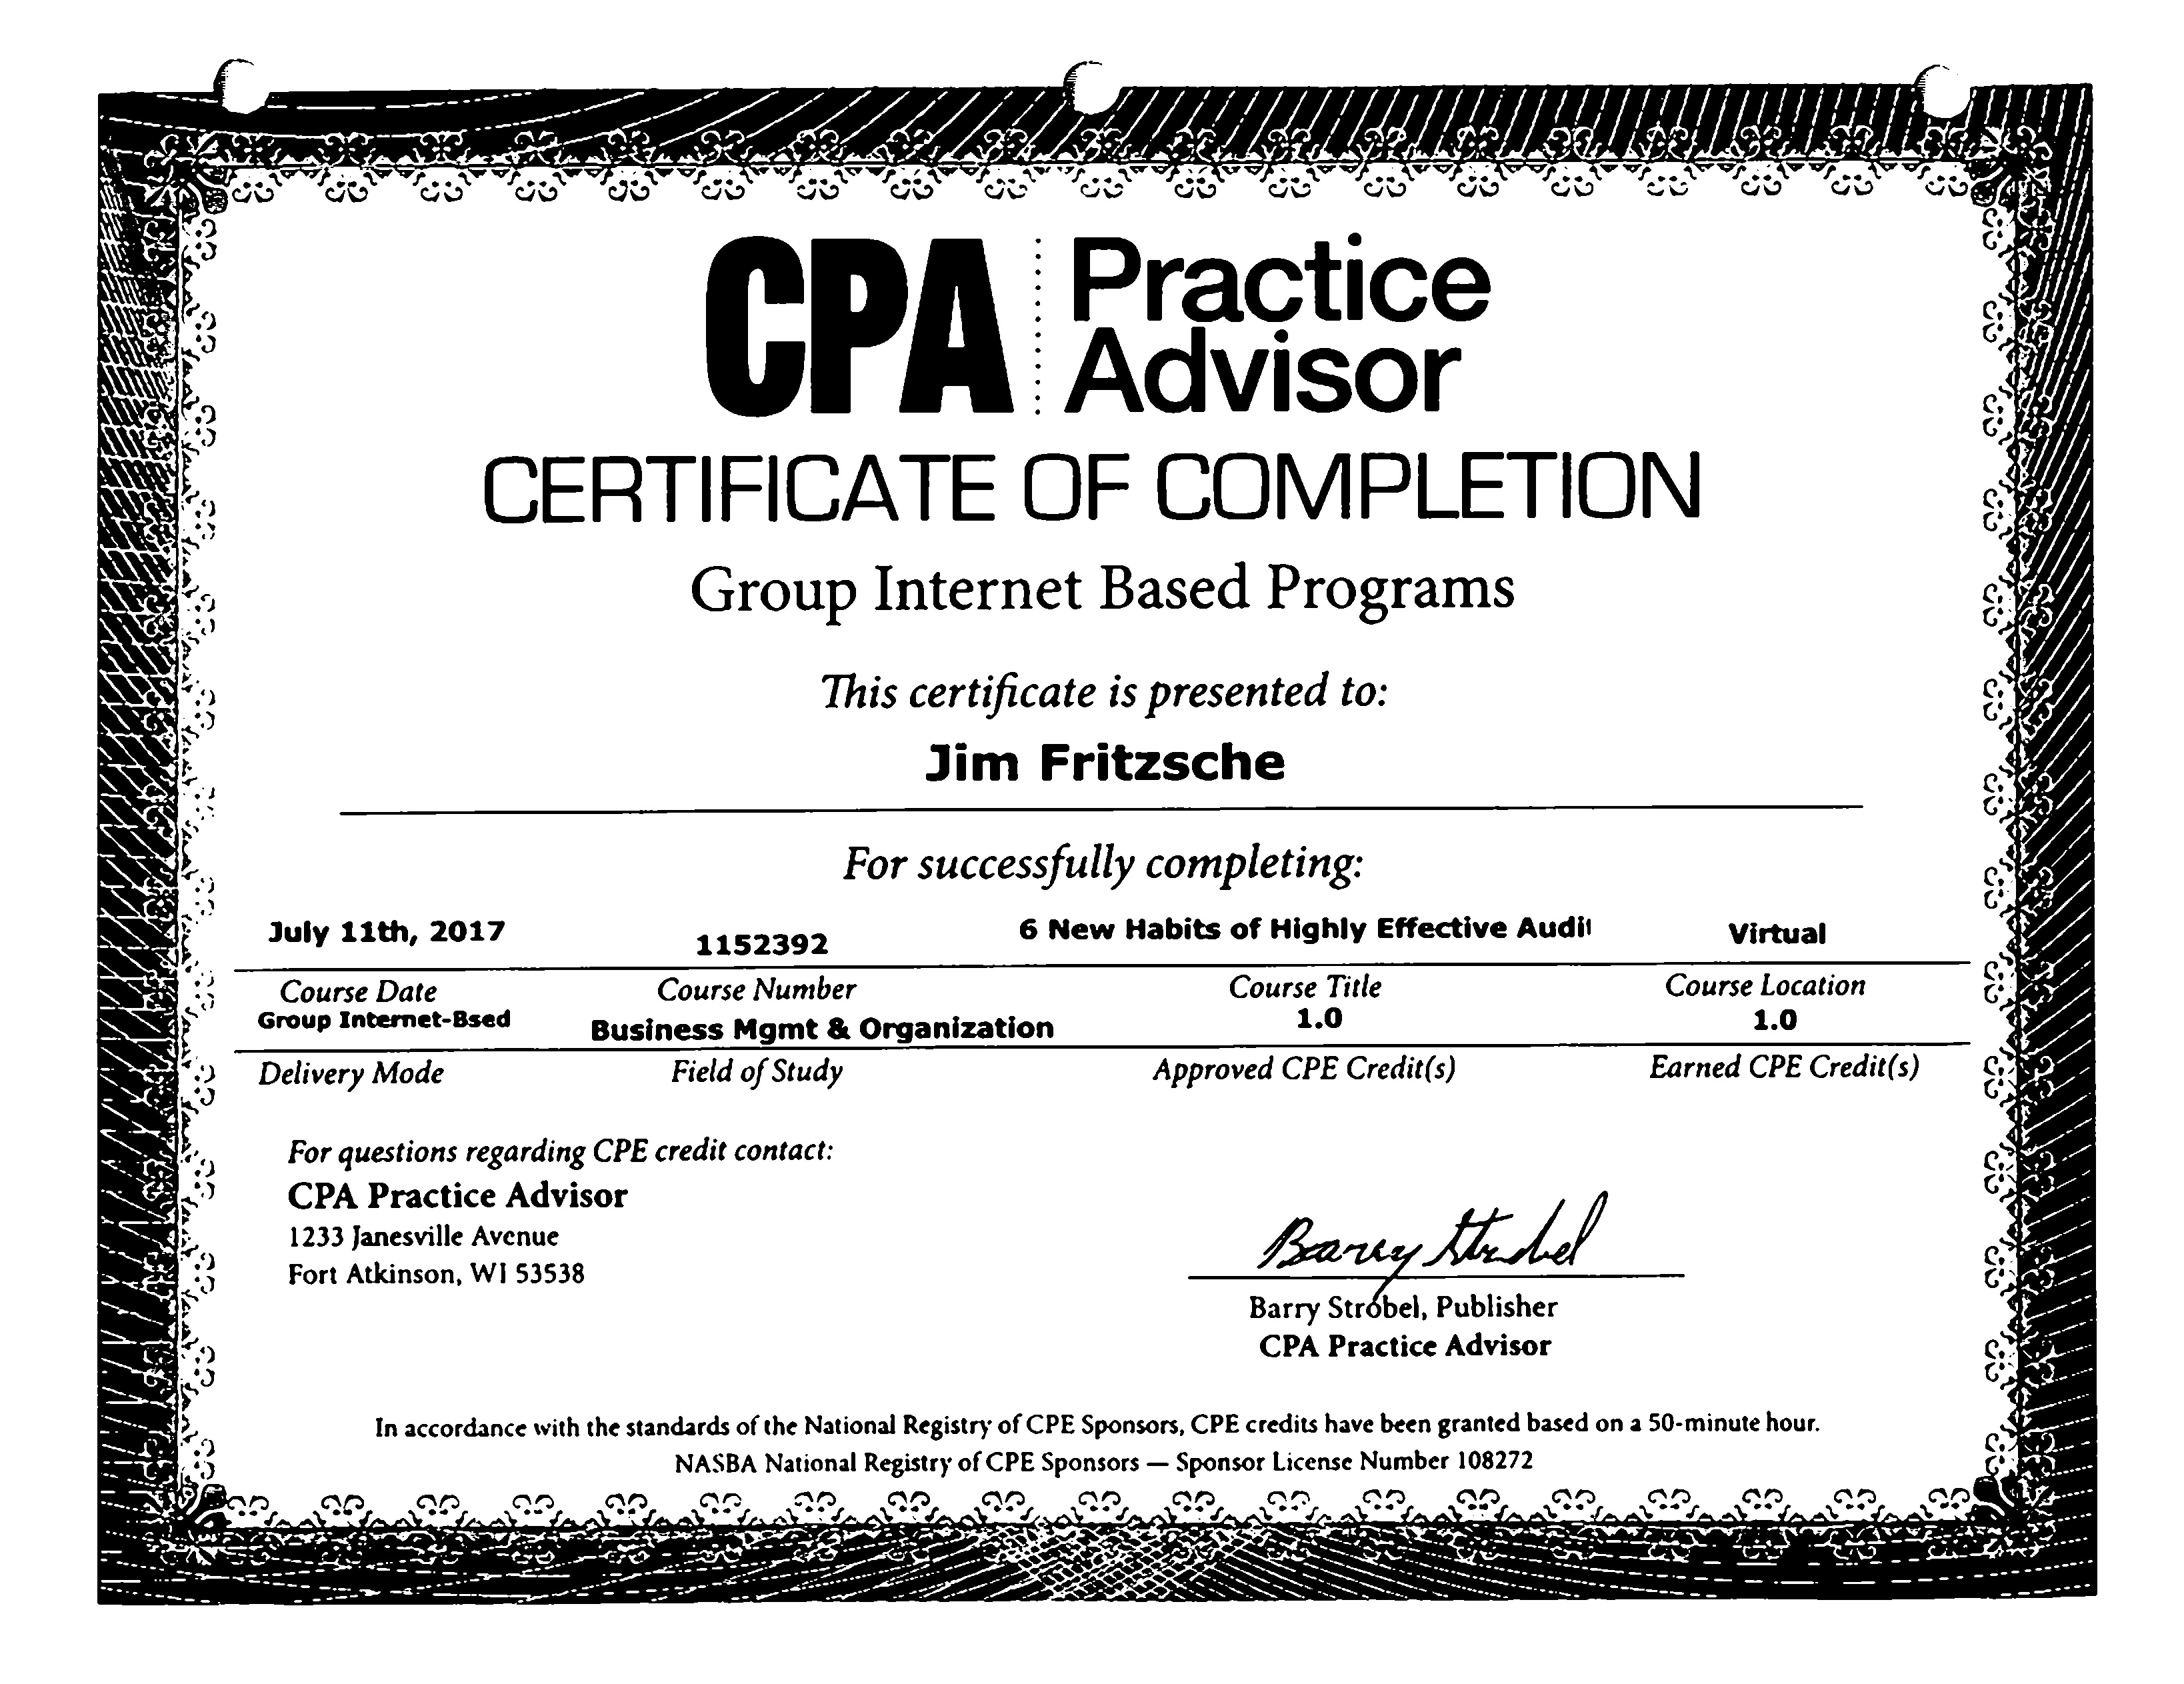 CPA Practice Advisor
CERTIFICATE OF COMPLETION
Group Internet Based Programs
This certificate is presented to:
Jim Fritzsche
For successfully completing:
July 11th, 2017 1152392 6 New Habits of Highly Effective Audit Virtual
Course Date Course Number Course Title Course Location
Group Internet-Bsed Business Mgmt & Organization 1.0 1.0
Delivery Mode Field of Study Approved CPE Credit(s) Earned CPE Credit(s)
For questions regarding CPE credit contact:
CPA Practice Advisor
1233 Janesville Avenue
Fort Atkinson, WI 53538
Barry Strobel
Barry Strobel, Publisher
CPA Practice Advisor
In accordance with the standards of the National Registry of CPE Sponsors, CPE credits have been granted based on a 50-minute hour.
NASBA National Registry of CPE Sponsors — Sponsor License Number 108272